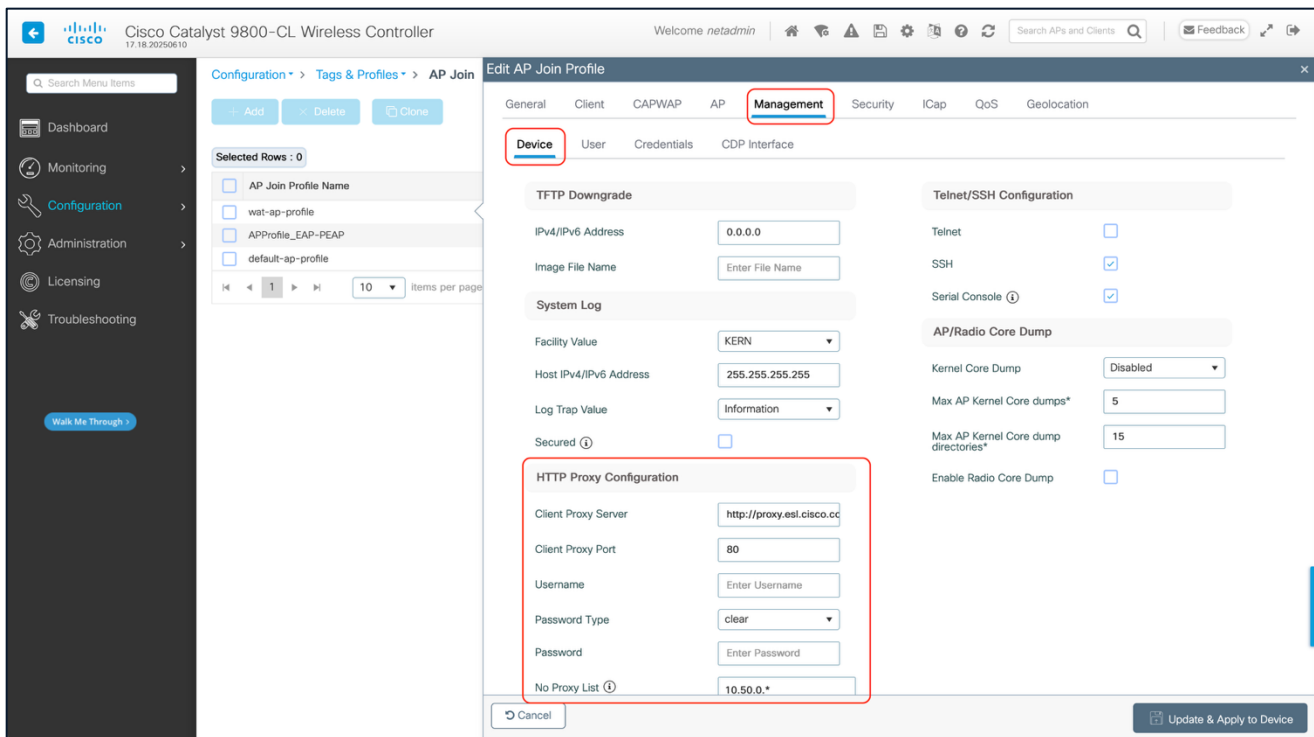 cisco
Cisco Catalyst 9800-CL Wireless Controller
17.18.20250610
Welcome netadmin
Search APs and Clients
Feedback
Search Menu Items
Dashboard
Monitoring
Configuration
Administration
Licensing
Troubleshooting
Walk Me Through >
Configuration > Tags & Profiles > AP Join
+ Add
× Delete
Clone
Selected Rows : 0
AP Join Profile Name
wat-ap-profile
APProfile_EAP-PEAP
default-ap-profile
1
10
items per page
Edit AP Join Profile
×
General Client CAPWAP AP Management Security ICap QoS Geolocation
Device User Credentials CDP Interface
TFTP Downgrade
IPv4/IPv6 Address 0.0.0.0
Image File Name Enter File Name
System Log
Facility Value KERN
Host IPv4/IPv6 Address 255.255.255.255
Log Trap Value Information
Secured
HTTP Proxy Configuration
Client Proxy Server http://proxy.esl.cisco.cc
Client Proxy Port 80
Username Enter Username
Password Type clear
Password Enter Password
No Proxy List 10.50.0.*
Telnet/SSH Configuration
Telnet
SSH
Serial Console
AP/Radio Core Dump
Kernel Core Dump Disabled
Max AP Kernel Core dumps* 5
Max AP Kernel Core dump
directories* 15
Enable Radio Core Dump
Cancel
Update & Apply to Device